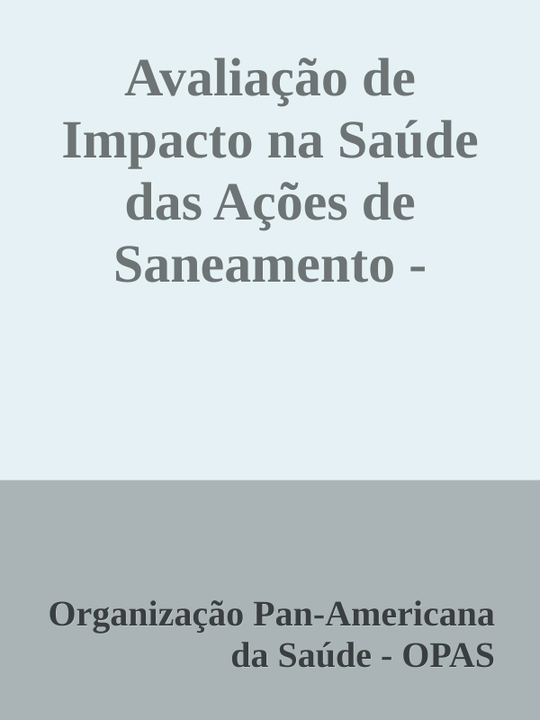 Avaliação de
Impacto na Saúde
das Ações de
Saneamento -
Organização Pan-Americana
da Saúde - OPAS